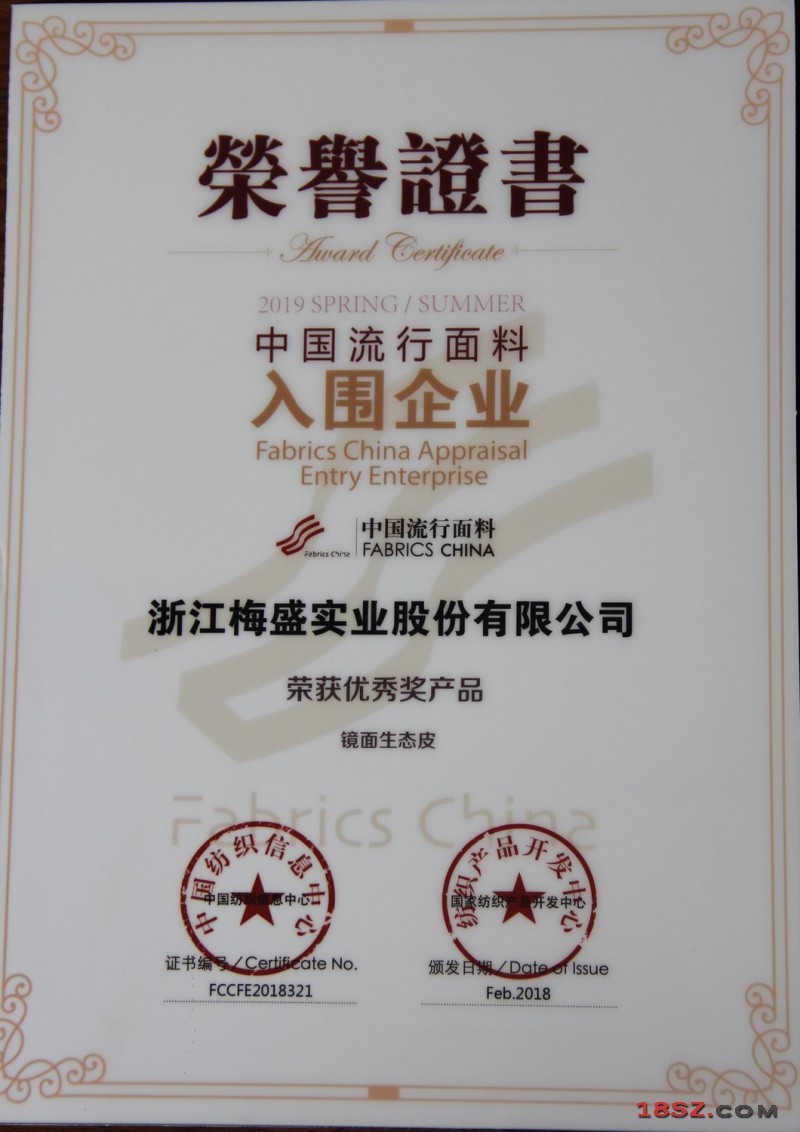 榮譽證書
Award Certificate
2019 SPRING / SUMMER
中国流行面料
入围企业
Fabrics China Appraisal
Entry Enterprise
Fabrics China
中国流行面料
FABRICS CHINA
浙江梅盛实业股份有限公司
荣获优秀奖产品
镜面生态皮
Fabrics China
中国纺织信息中心
中国纺织信息中心
纺织产品开发中心
国家纺织产品开发中心
证书编号/Certificate No.
FCCFE2018321
颁发日期/Date of Issue
Feb.2018
18SZ.COM